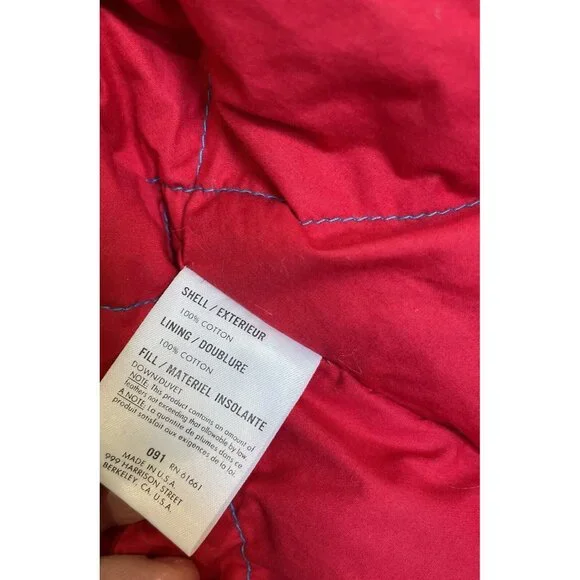 SHELL / EXTERIEUR
100% COTTON
LINING / DOUBLURE
100% COTTON
FILL / MATERIEL INSOLANTE
DOWN/DUVET
NOTE: This product contains an amount of
feathers not exceeding that allowable by law.
A NOTE: La quantite de plumes dans ce
produit satisfait aux exigences de la loi.
091 RN 61661
MADE IN U.S.A.
999 HARRISON STREET
BERKELEY, CA. U.S.A.